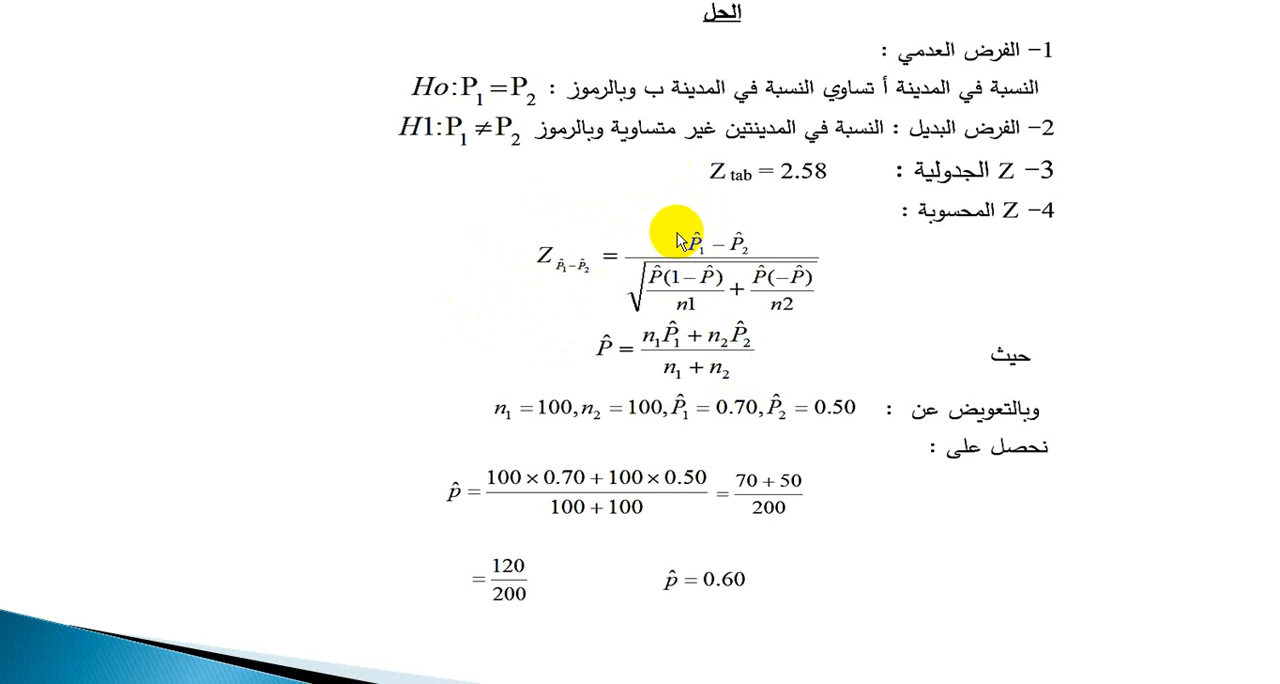 الحل
1- الفرض العدمي :
النسبة في المدينة أ تساوي النسبة في المدينة ب وبالرموز : Ho:P₁=P₂
2- الفرض البديل : النسبة في المدينتين غير متساوية وبالرموز H1:P₁≠P₂
3- Z الجدولية : Z tab = 2.58
4- Z المحسوبة :
Z P̂₁−P̂₂ = (P̂₁ − P̂₂) / √(P̂(1−P̂)/n1 + P̂(−P̂)/n2)
حيث P̂ = (n₁P̂₁ + n₂P̂₂) / (n₁ + n₂)
وبالتعويض عن : n₁ = 100, n₂ = 100, P̂₁ = 0.70, P̂₂ = 0.50
نحصل على :
p̂ = (100 × 0.70 + 100 × 0.50) / (100 + 100) = (70 + 50) / 200
= 120 / 200 p̂ = 0.60